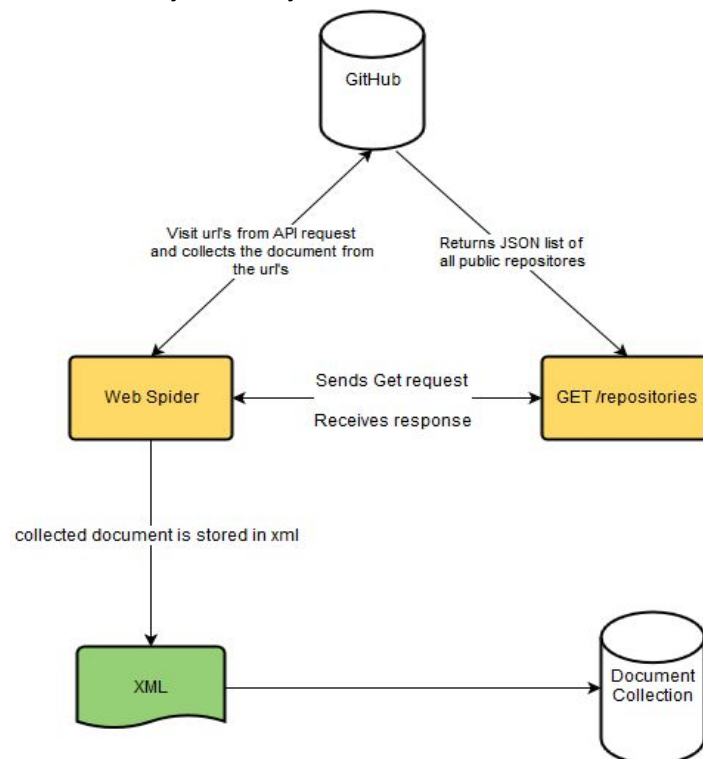 GitHub
Visit url's from API request
and collects the document from
the url's
Returns JSON list of
all public repositores
Web Spider
Sends Get request
Receives response
GET /repositories
collected document is stored in xml
XML
Document
Collection